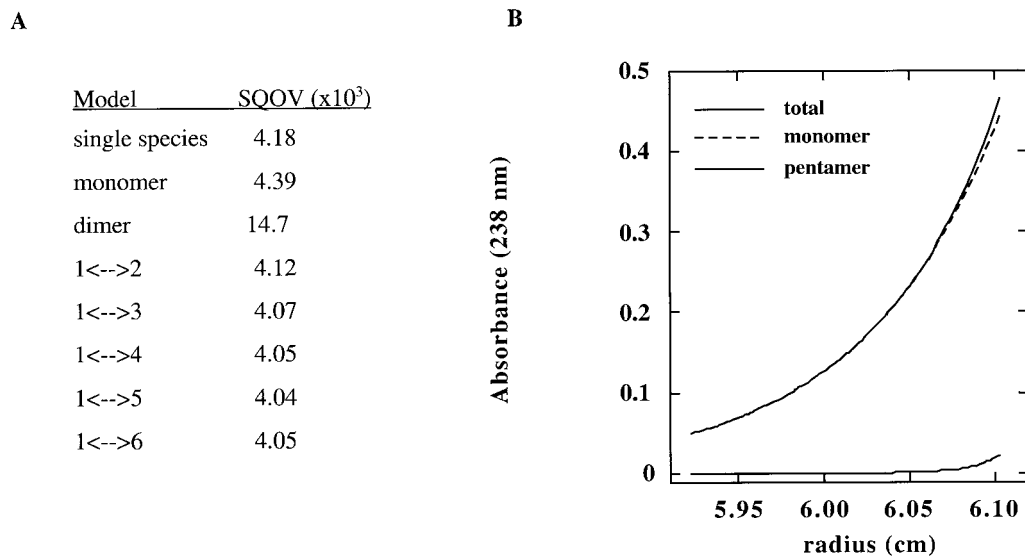 A
Model SQOV (x10³)
single species 4.18
monomer 4.39
dimer 14.7
1<-->2 4.12
1<-->3 4.07
1<-->4 4.05
1<-->5 4.04
1<-->6 4.05
B
Absorbance (238 nm)
0.5
0.4
0.3
0.2
0.1
0
total
monomer
pentamer
5.95 6.00 6.05 6.10
radius (cm)